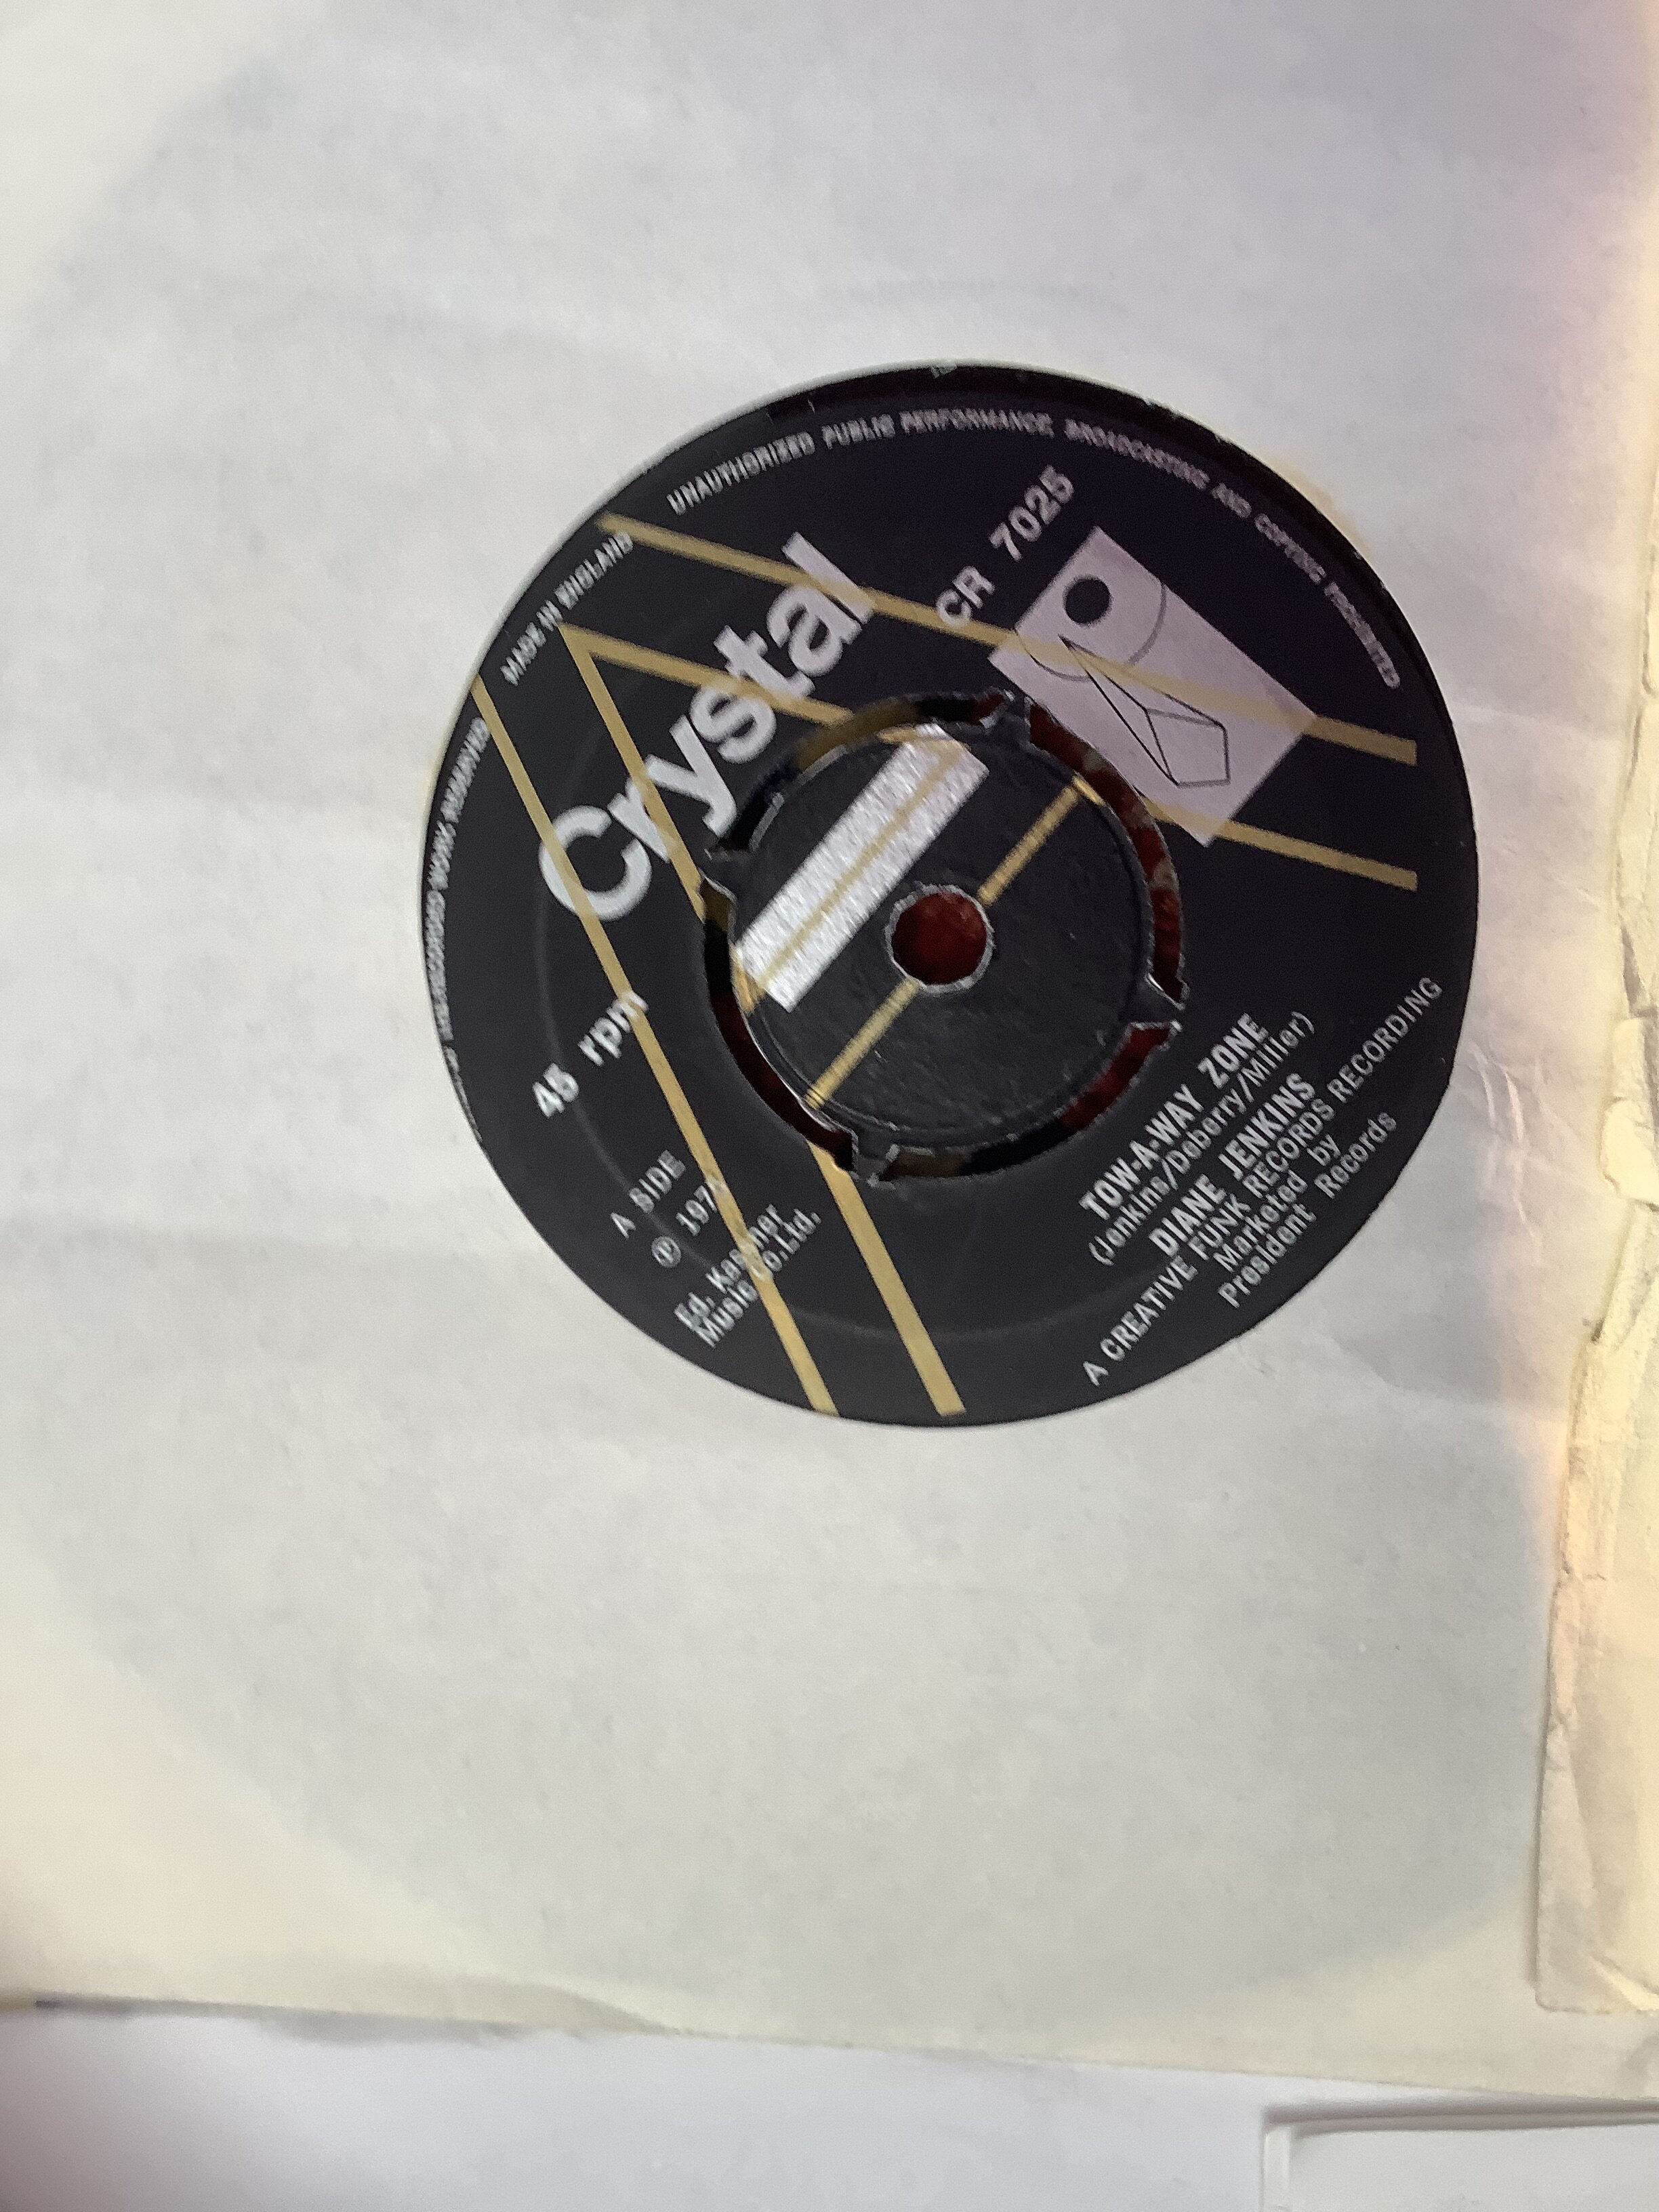 MADE IN ENGLAND
UNAUTHORIZED PUBLIC PERFORMANCE, BROADCASTING AND COPYING PROHIBITED
Crystal
CR 7025
45 rpm
A SIDE
Ed. Kassner
Music Co. Ltd.
TOW-A-WAY ZONE
(Jenkins/Deberry/Miller)
DIANE JENKINS
A CREATIVE FUNK RECORDS RECORDING
Marketed by
President Records